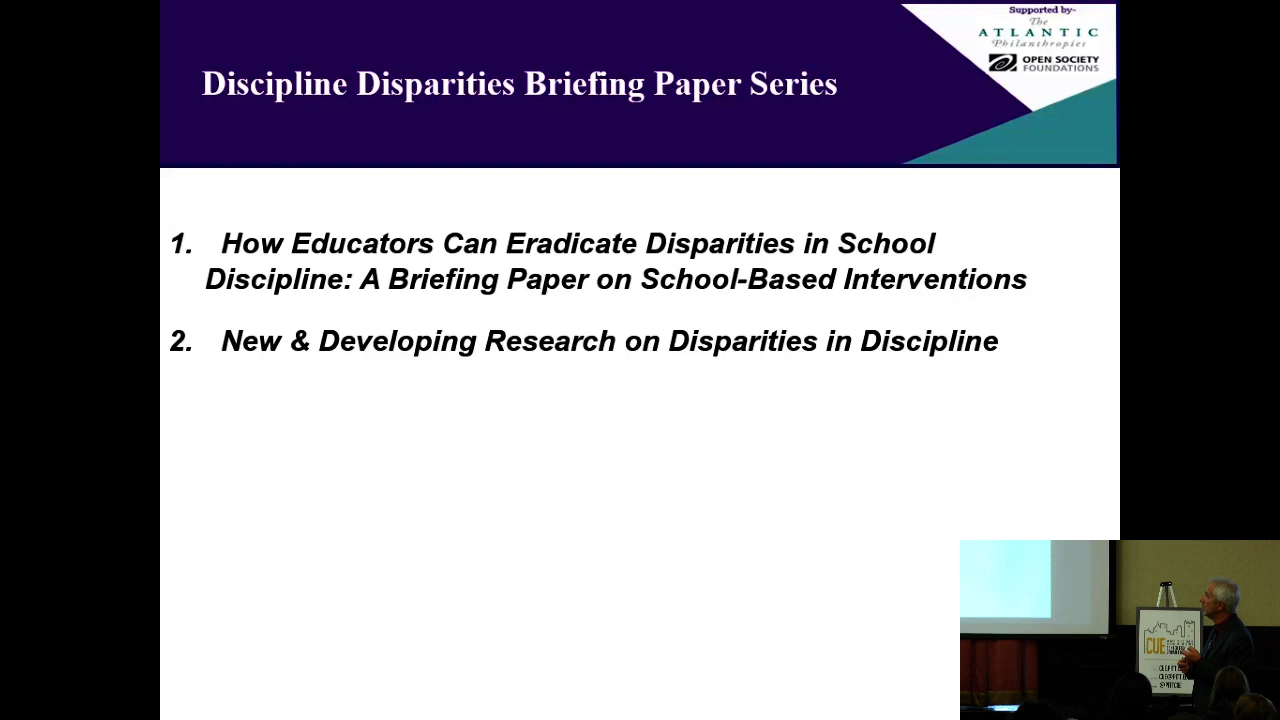 Supported by-
The
ATLANTIC
Philanthropies
OPEN SOCIETY
FOUNDATIONS
Discipline Disparities Briefing Paper Series
1. How Educators Can Eradicate Disparities in School
Discipline: A Briefing Paper on School-Based Interventions
2. New & Developing Research on Disparities in Discipline
CUE